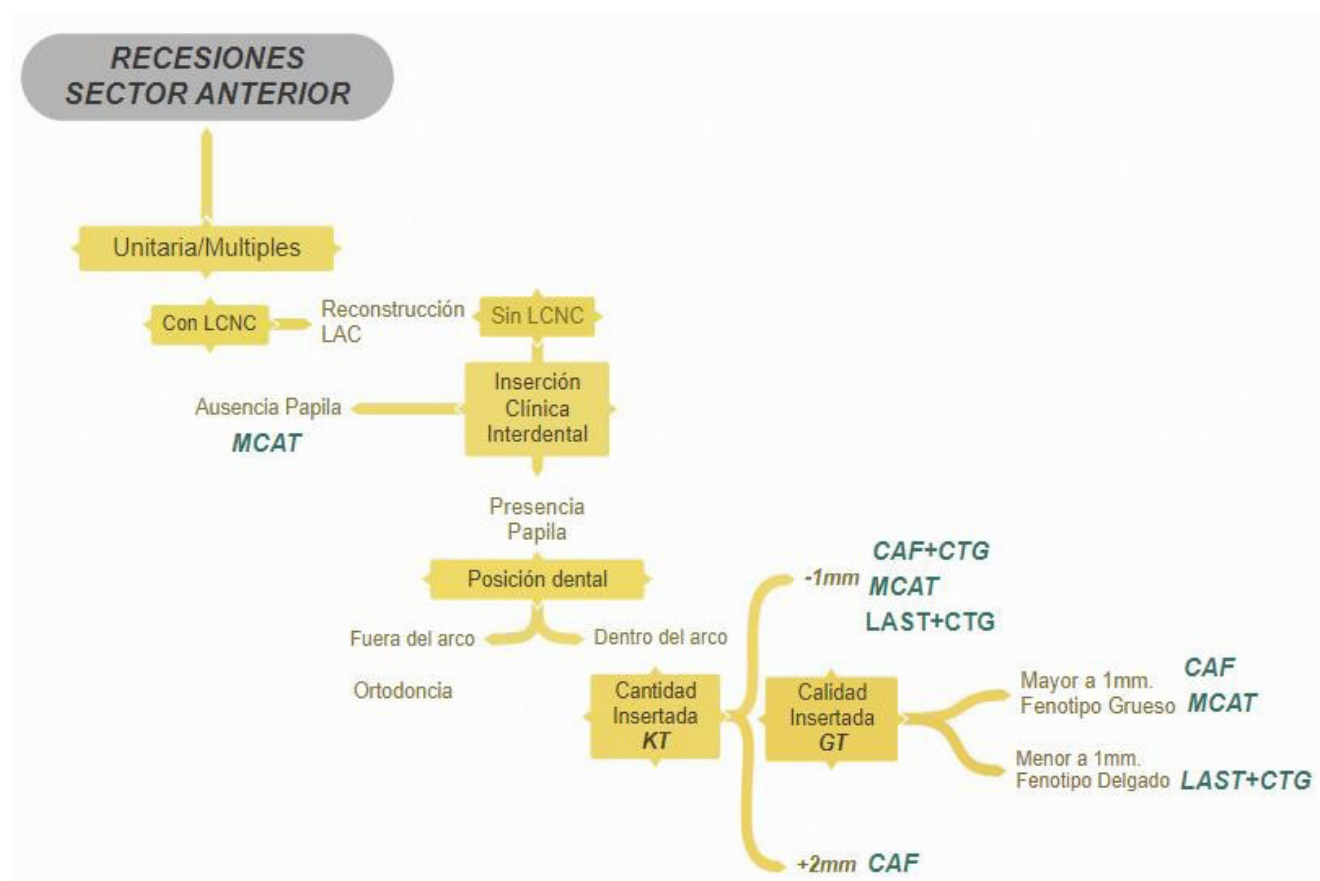 RECESIONES
SECTOR ANTERIOR
Unitaria/Multiples
Con LCNC
Reconstrucción
LAC
Sin LCNC
Inserción
Clínica
Interdental
Ausencia Papila
MCAT
Presencia
Papila
Posición dental
Fuera del arco
Dentro del arco
Ortodoncia
Cantidad
Insertada
KT
-1mm
CAF+CTG
MCAT
LAST+CTG
Calidad
Insertada
GT
Mayor a 1mm.
Fenotipo Grueso
CAF
MCAT
Menor a 1mm.
Fenotipo Delgado
LAST+CTG
+2mm
CAF